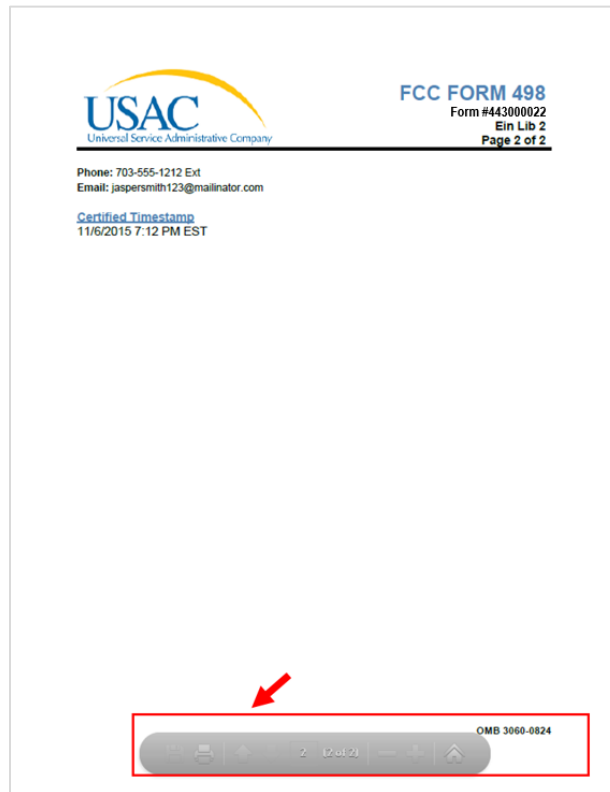 USAC
Universal Service Administrative Company
FCC FORM 498
Form #443000022
Ein Lib 2
Page 2 of 2
Phone: 703-555-1212 Ext
Email: jaspersmith123@mailinator.com
Certified Timestamp
11/6/2015 7:12 PM EST
OMB 3060-0824
2 (2 of 2)